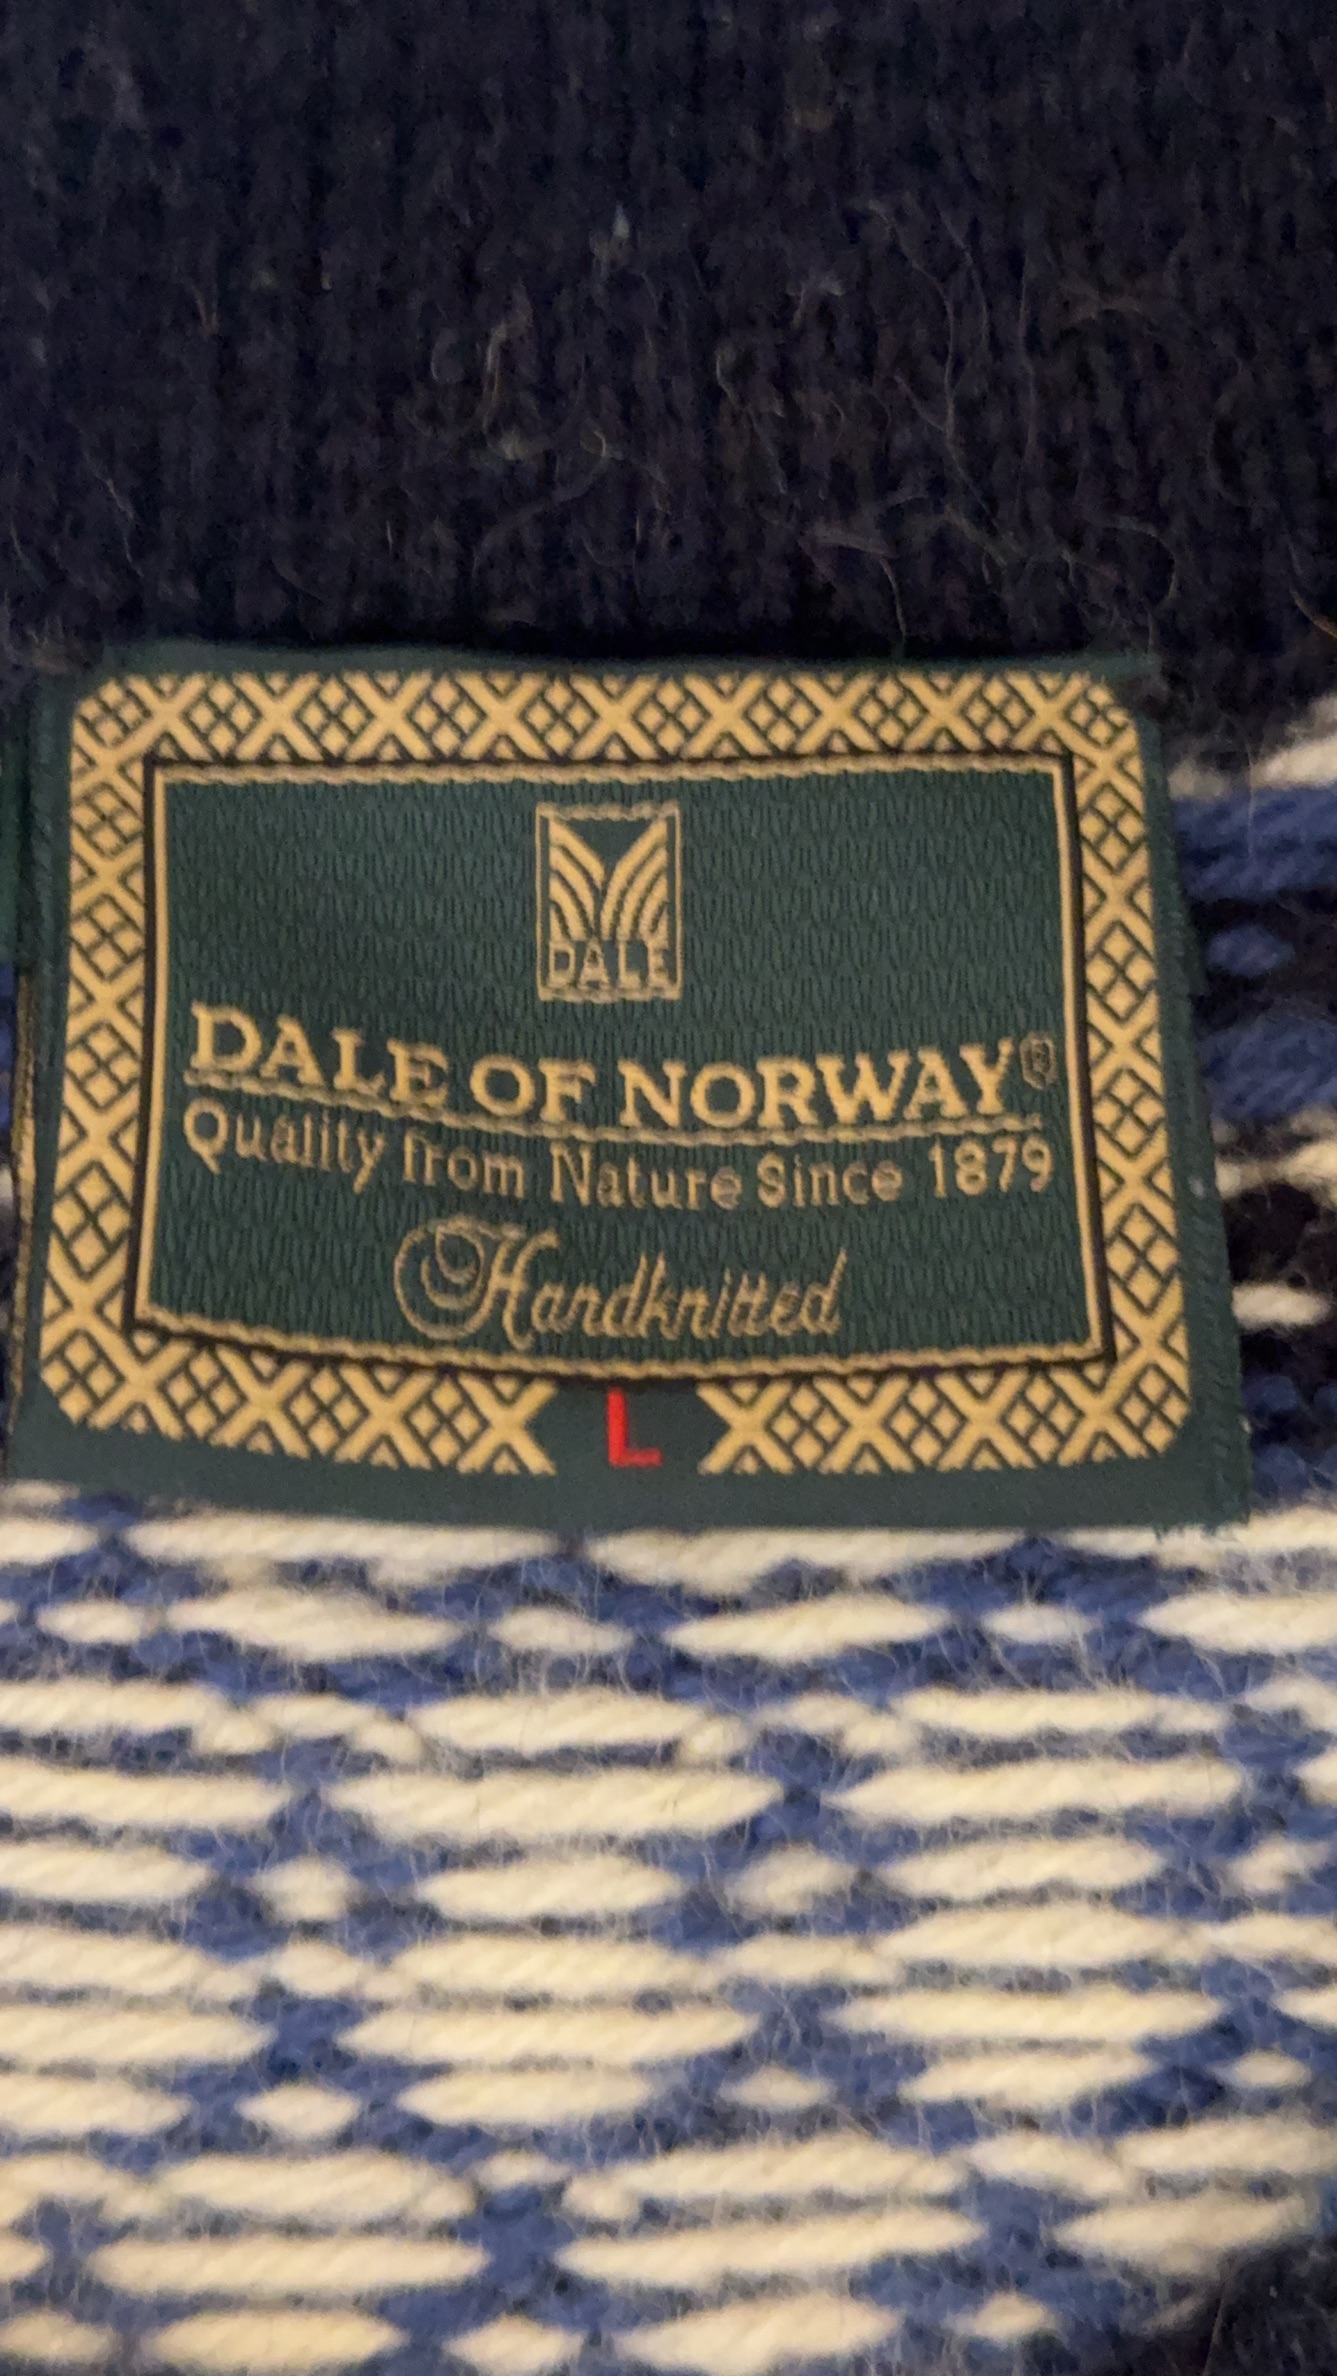 DALE
DALE OF NORWAY®
Quality from Nature Since 1879
Handknitted
L